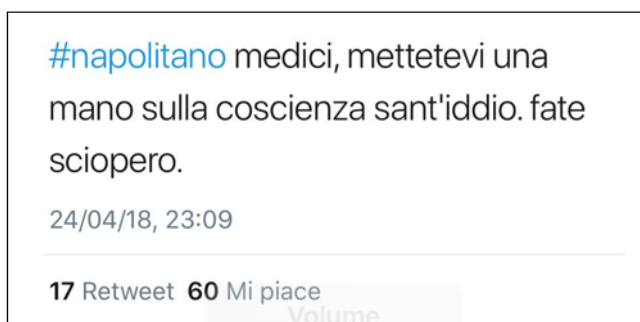 #napolitano medici, mettetevi una
mano sulla coscienza sant'iddio. fate
sciopero.
24/04/18, 23:09
17 Retweet 60 Mi piace
Volume